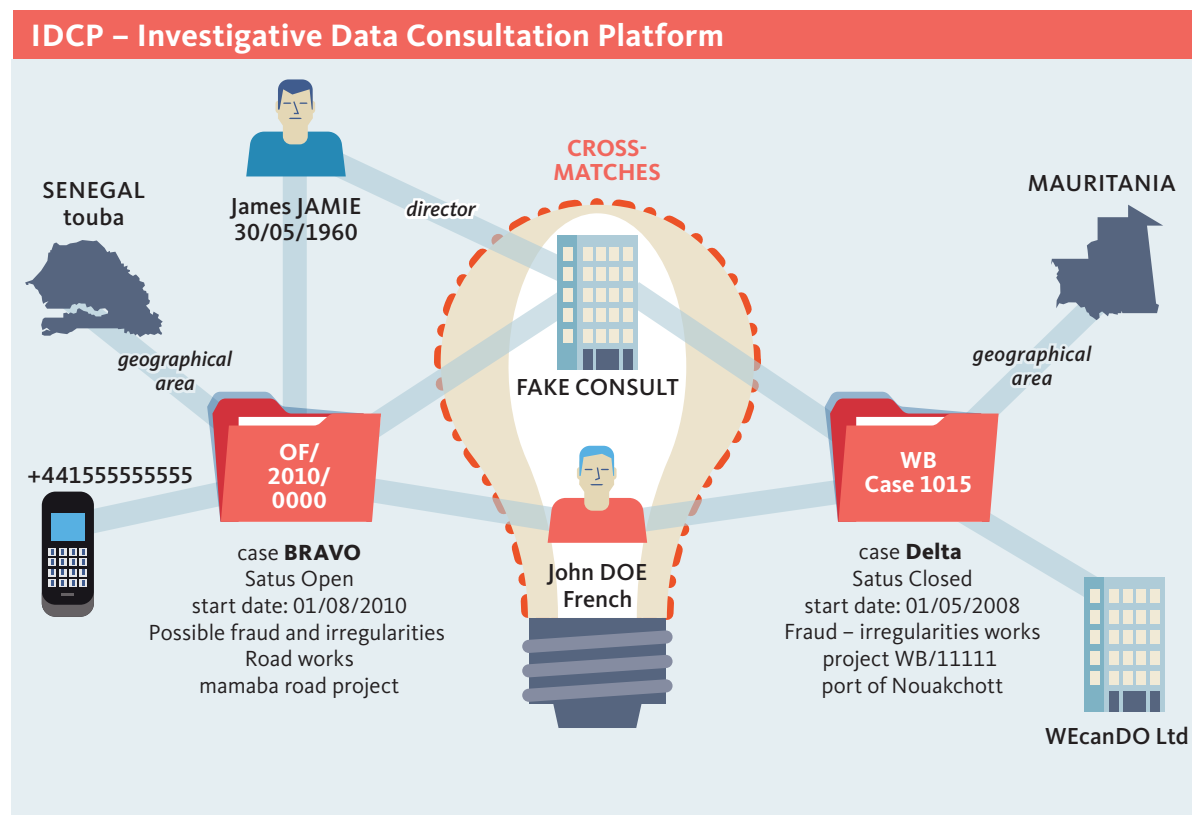 IDCP – Investigative Data Consultation Platform
CROSS-
MATCHES
SENEGAL
touba
James JAMIE
30/05/1960
director
MAURITANIA
geographical
area
geographical
area
FAKE CONSULT
+441555555555
OF/
2010/
0000
WB
Case 1015
case BRAVO
Satus Open
start date: 01/08/2010
Possible fraud and irregularities
Road works
mamaba road project
John DOE
French
case Delta
Satus Closed
start date: 01/05/2008
Fraud – irregularities works
project WB/11111
port of Nouakchott
WEcanDO Ltd